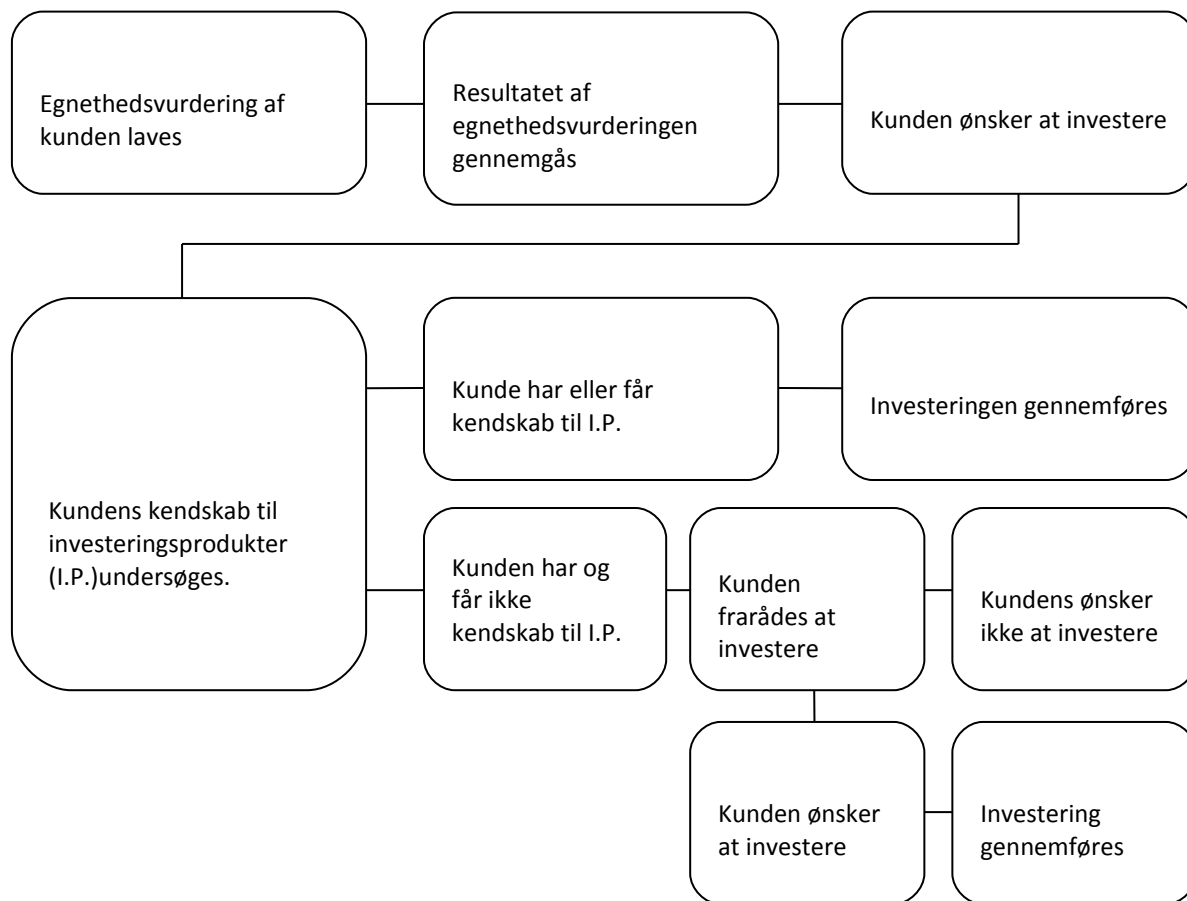 Egnethedsvurdering af
kunden laves
Resultatet af
egnethedsvurderingen
gennemgås
Kunden ønsker at investere
Kundens kendskab til
investeringsprodukter
(I.P.)undersøges.
Kunde har eller får
kendskab til I.P.
Investeringen gennemføres
Kunden har og
får ikke
kendskab til I.P.
Kunden
frarådes at
investere
Kundens ønsker
ikke at investere
Kunden ønsker
at investere
Investering
gennemføres